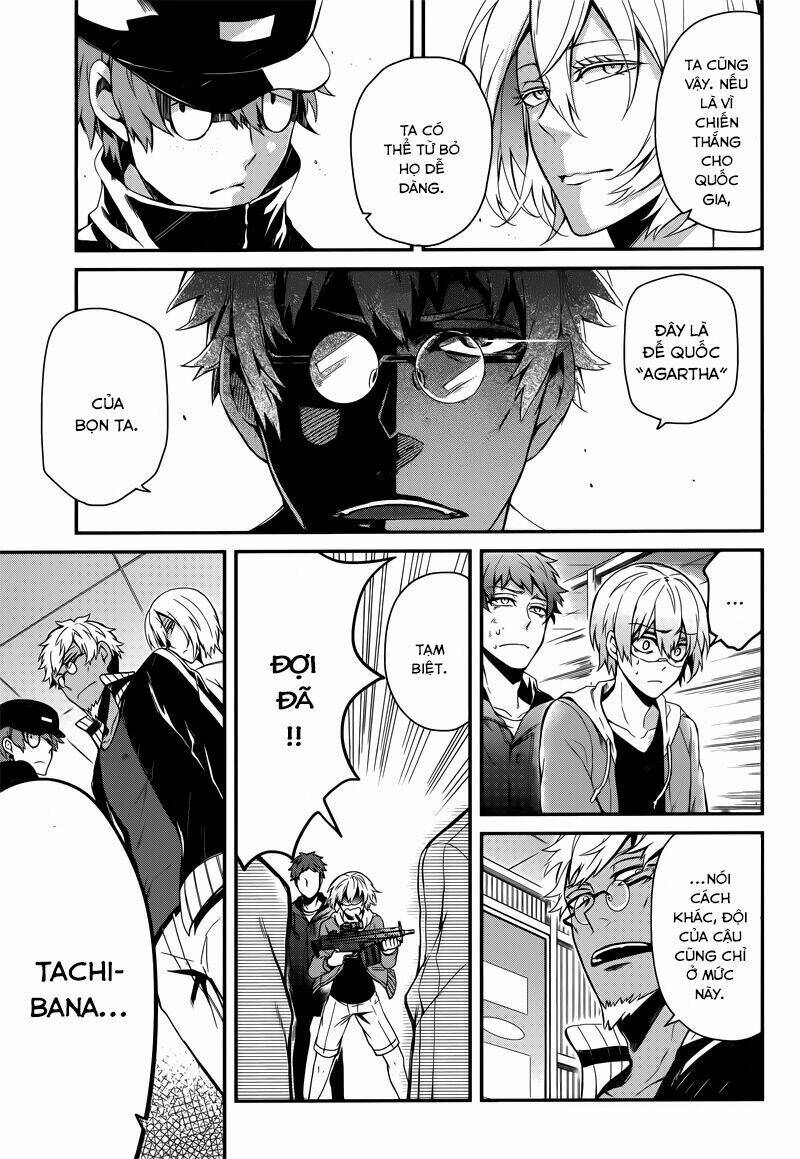 TA CŨNG
VẬY. NẾU
LÀ VÌ
CHIẾN
THẮNG
CHO
QUỐC
GIA,
TA CÓ
THỂ TỪ BỎ
HỌ DỄ
DÀNG.
ĐÂY LÀ
ĐẾ QUỐC
“AGARTHA”
CỦA
BỌN TA.
...
...NÓI
CÁCH
KHÁC, ĐỘI
CỦA CẬU
CŨNG CHỈ
Ở MỨC
NÀY.
TẠM
BIỆT.
ĐỢI
ĐÃ
!!
TACHI-
BANA...